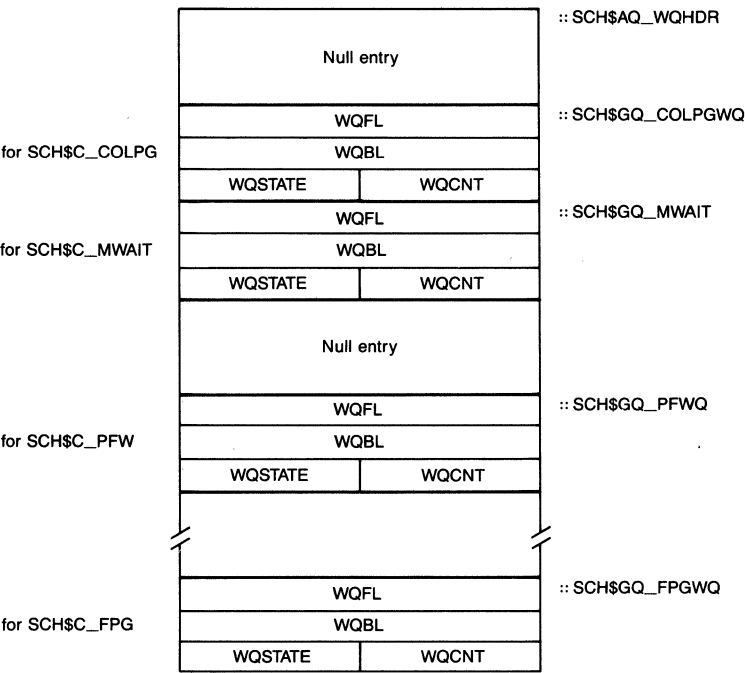 :: SCH$AQ_WQHDR
Null entry
:: SCH$GQ_COLPGWQ
WQFL
for SCH$C_COLPG
WQBL
WQSTATE WQCNT
:: SCH$GQ_MWAIT
WQFL
for SCH$C_MWAIT
WQBL
WQSTATE WQCNT
Null entry
:: SCH$GQ_PFWQ
WQFL
for SCH$C_PFW
WQBL
WQSTATE WQCNT
:: SCH$GQ_FPGWQ
WQFL
for SCH$C_FPG
WQBL
WQSTATE WQCNT